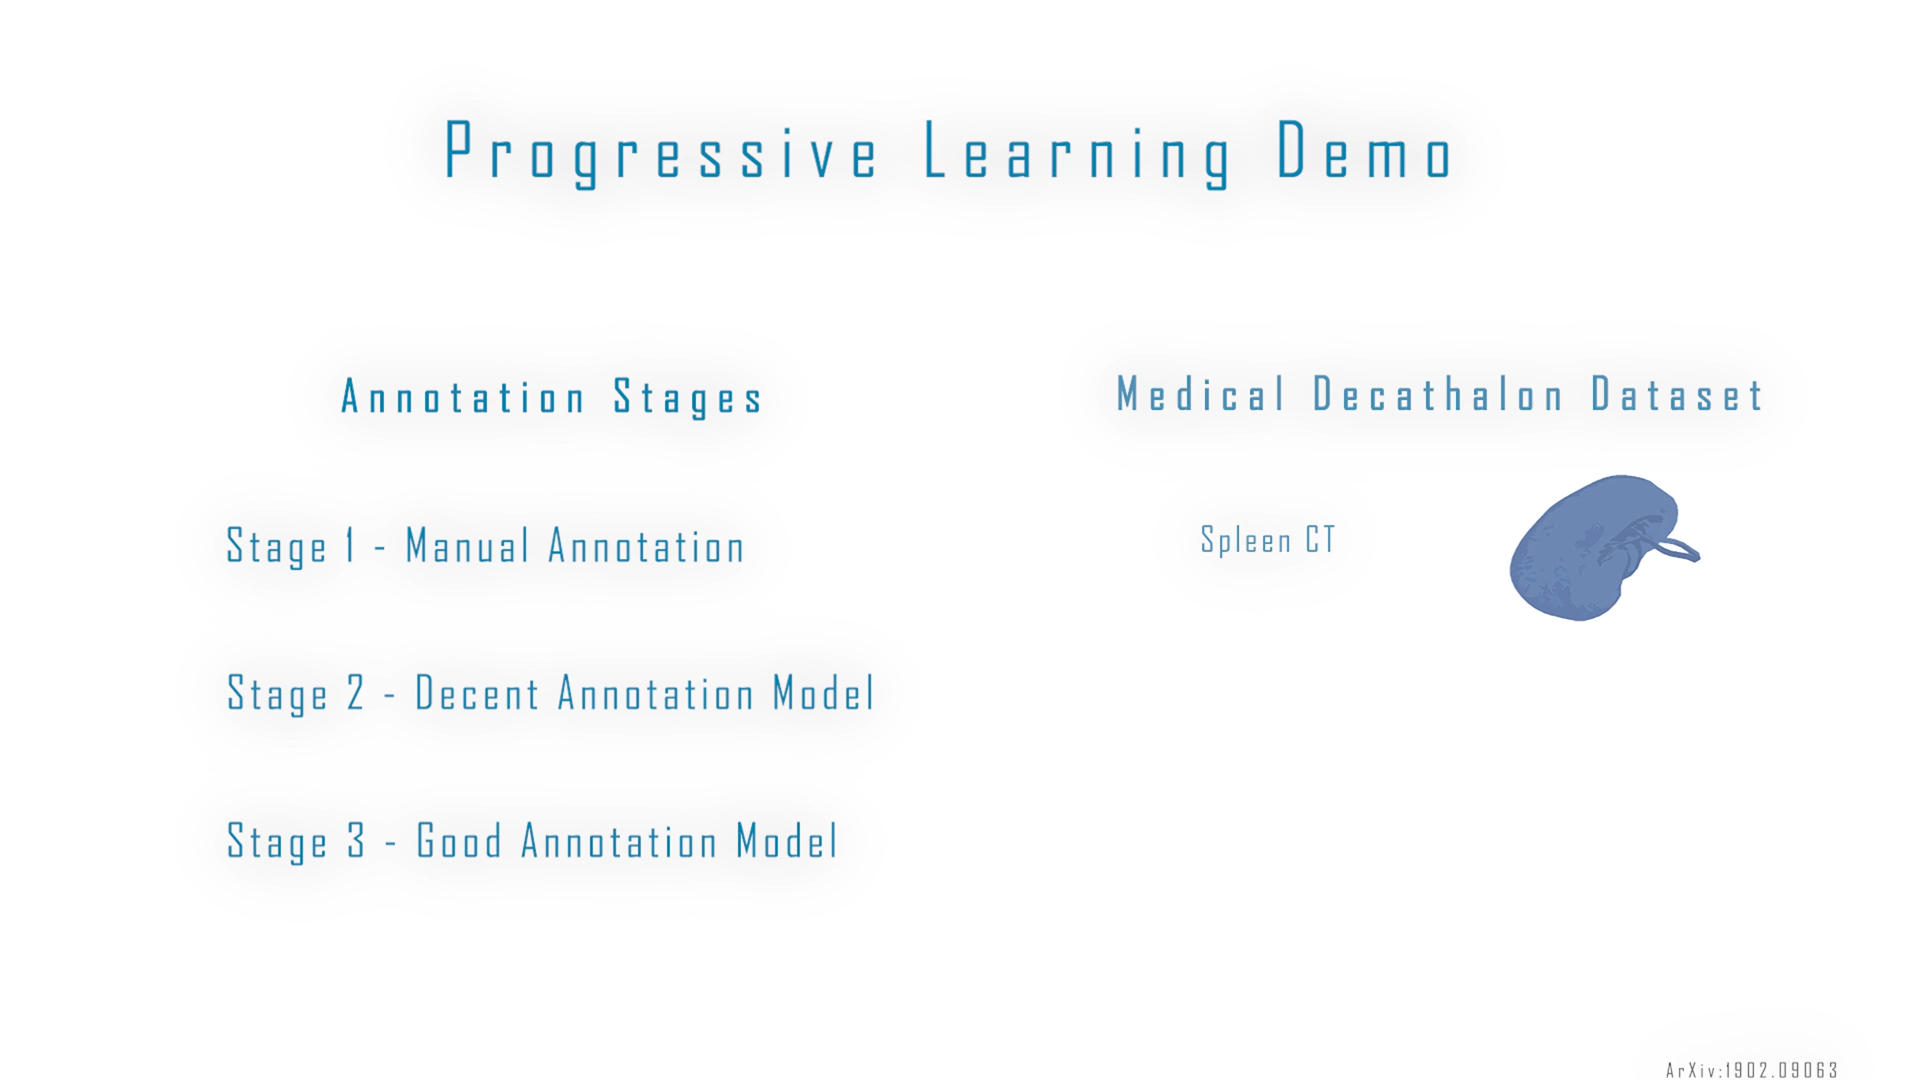 Progressive Learning Demo
Annotation Stages
Stage 1 - Manual Annotation
Stage 2 - Decent Annotation Model
Stage 3 - Good Annotation Model
Medical Decathalon Dataset
Spleen CT
ArXiv:1902.09063